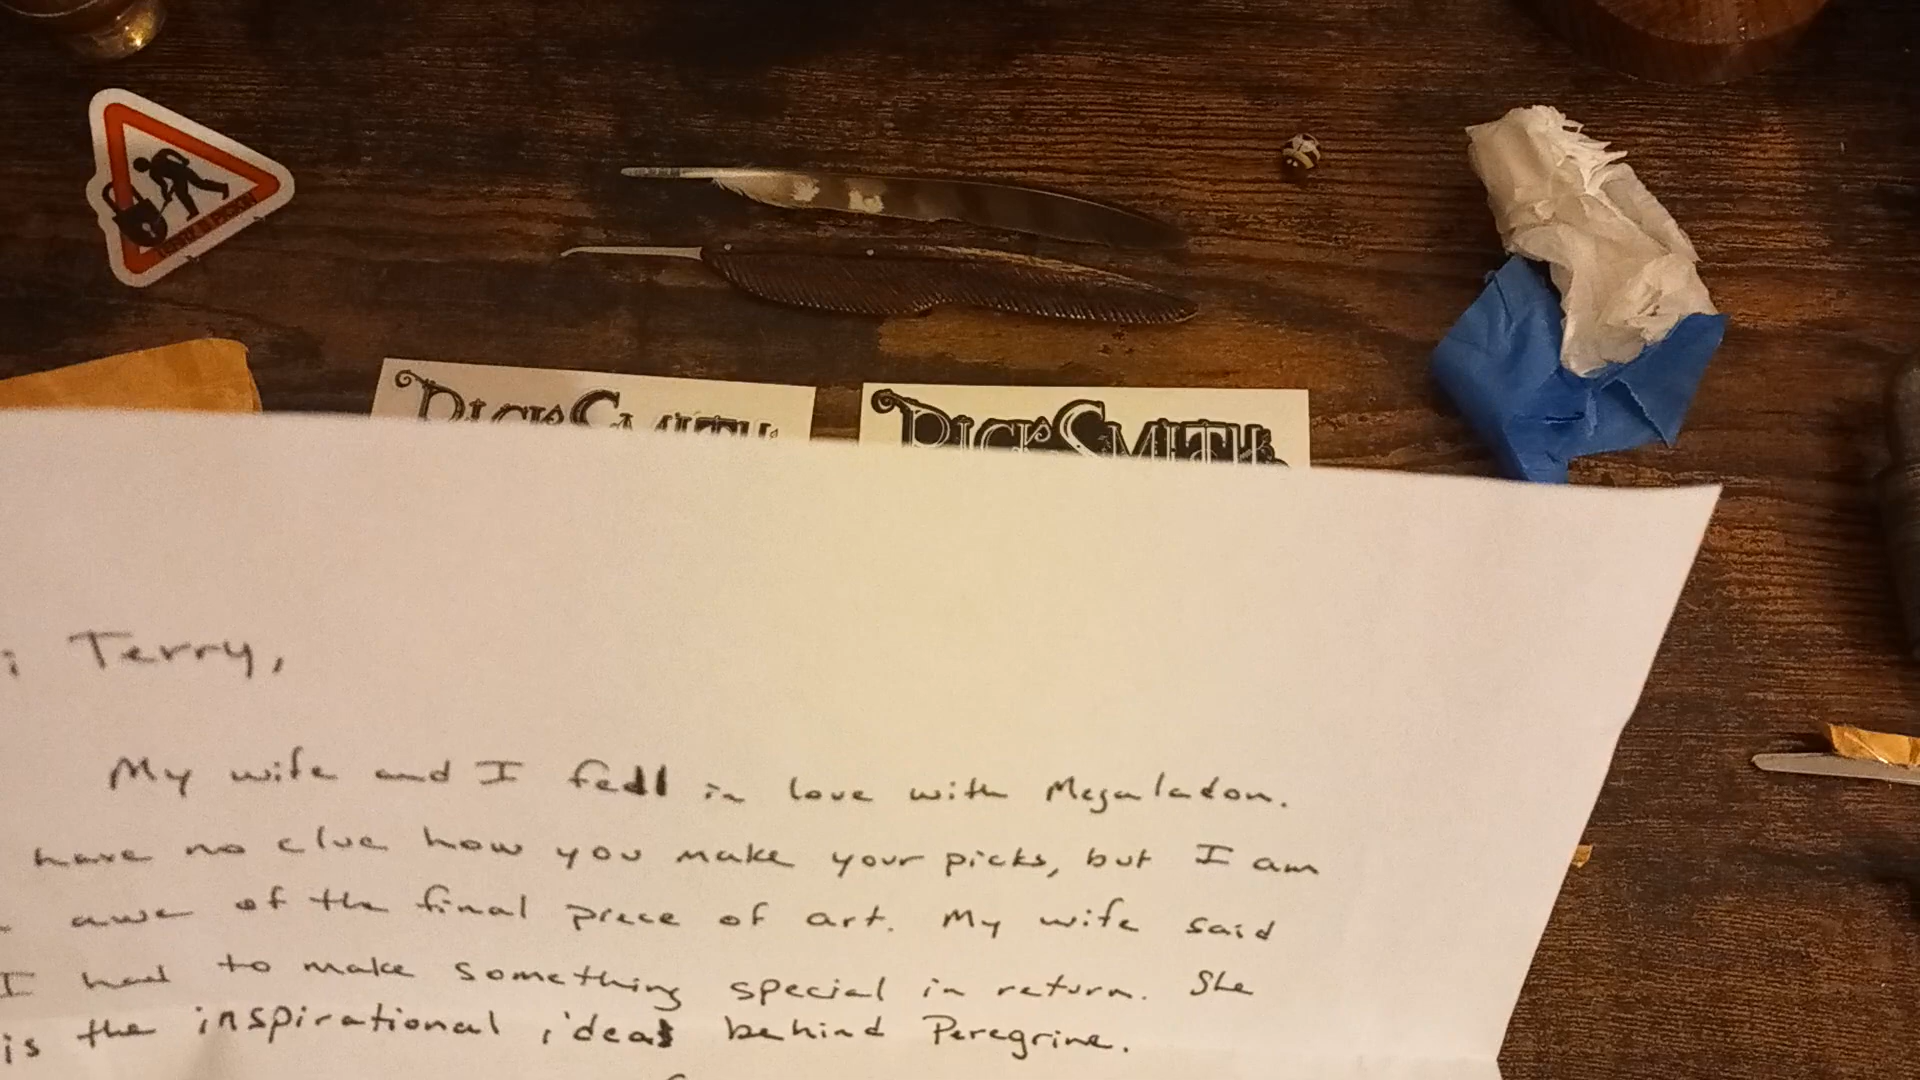 PICKSMITH
PICKSMITH
Terry,
My wife and I fell in love with Megaladon.
have no clue how you make your picks, but I am
awe of the final piece of art. My wife said
I had to make something special in return. She
is the inspirational ideas behind Peregrine.